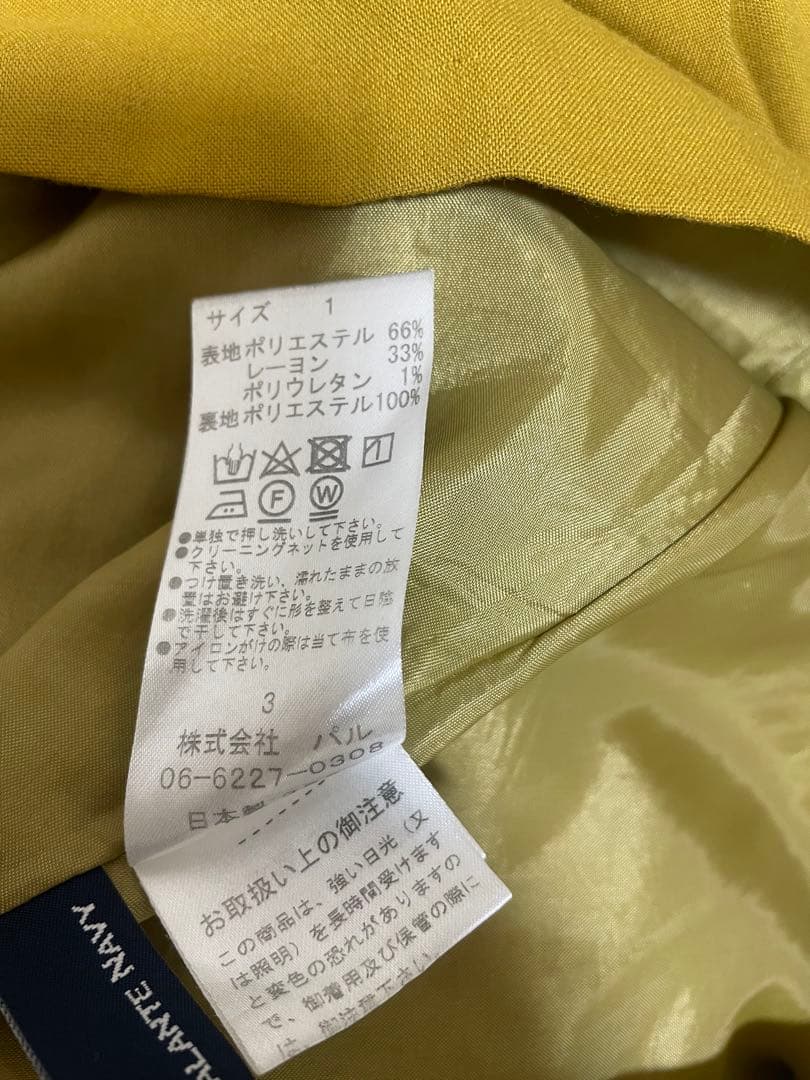 サイズ 1
表地ポリエステル 66%
レーヨン 33%
ポリウレタン 1%
裏地ポリエステル100%
F W
●単独で押し洗いして下さい。
●クリーニングネットを使用して
下さい。
●つけ置き洗い、濡れたままの放
置はお避け下さい。
●洗濯後はすぐに形を整えて日陰
で干して下さい。
●アイロンがけの際は当て布を使
用して下さい。
3
株式会社 パル
06-6227-0308
日本製
お取扱い上の御注意
この商品は、強い日光(又
は照明)を長時間受けます
と変色の恐れがありますの
で、御着用及び保管の際に
は、御注意下さい。
ALANTE NAVY